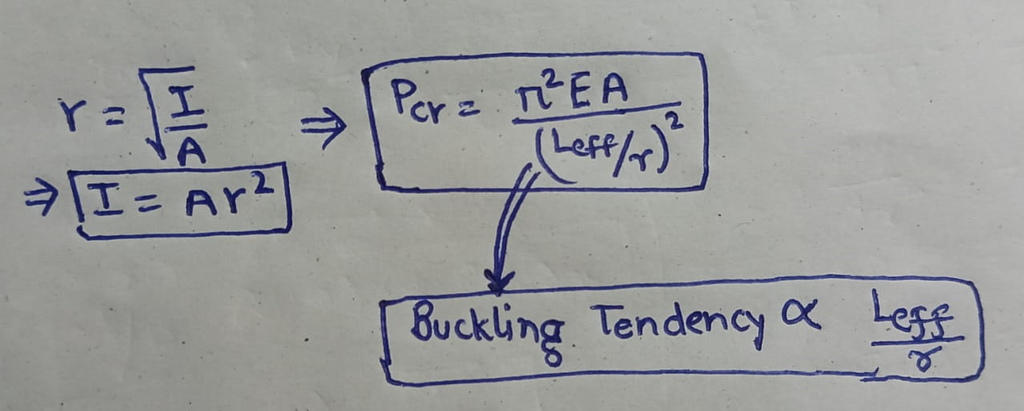 r = √(I/A)
⇒ I = Ar²
⇒ Pcr = π²EA/(Leff/r)²
Buckling Tendency ∝ Leff/r